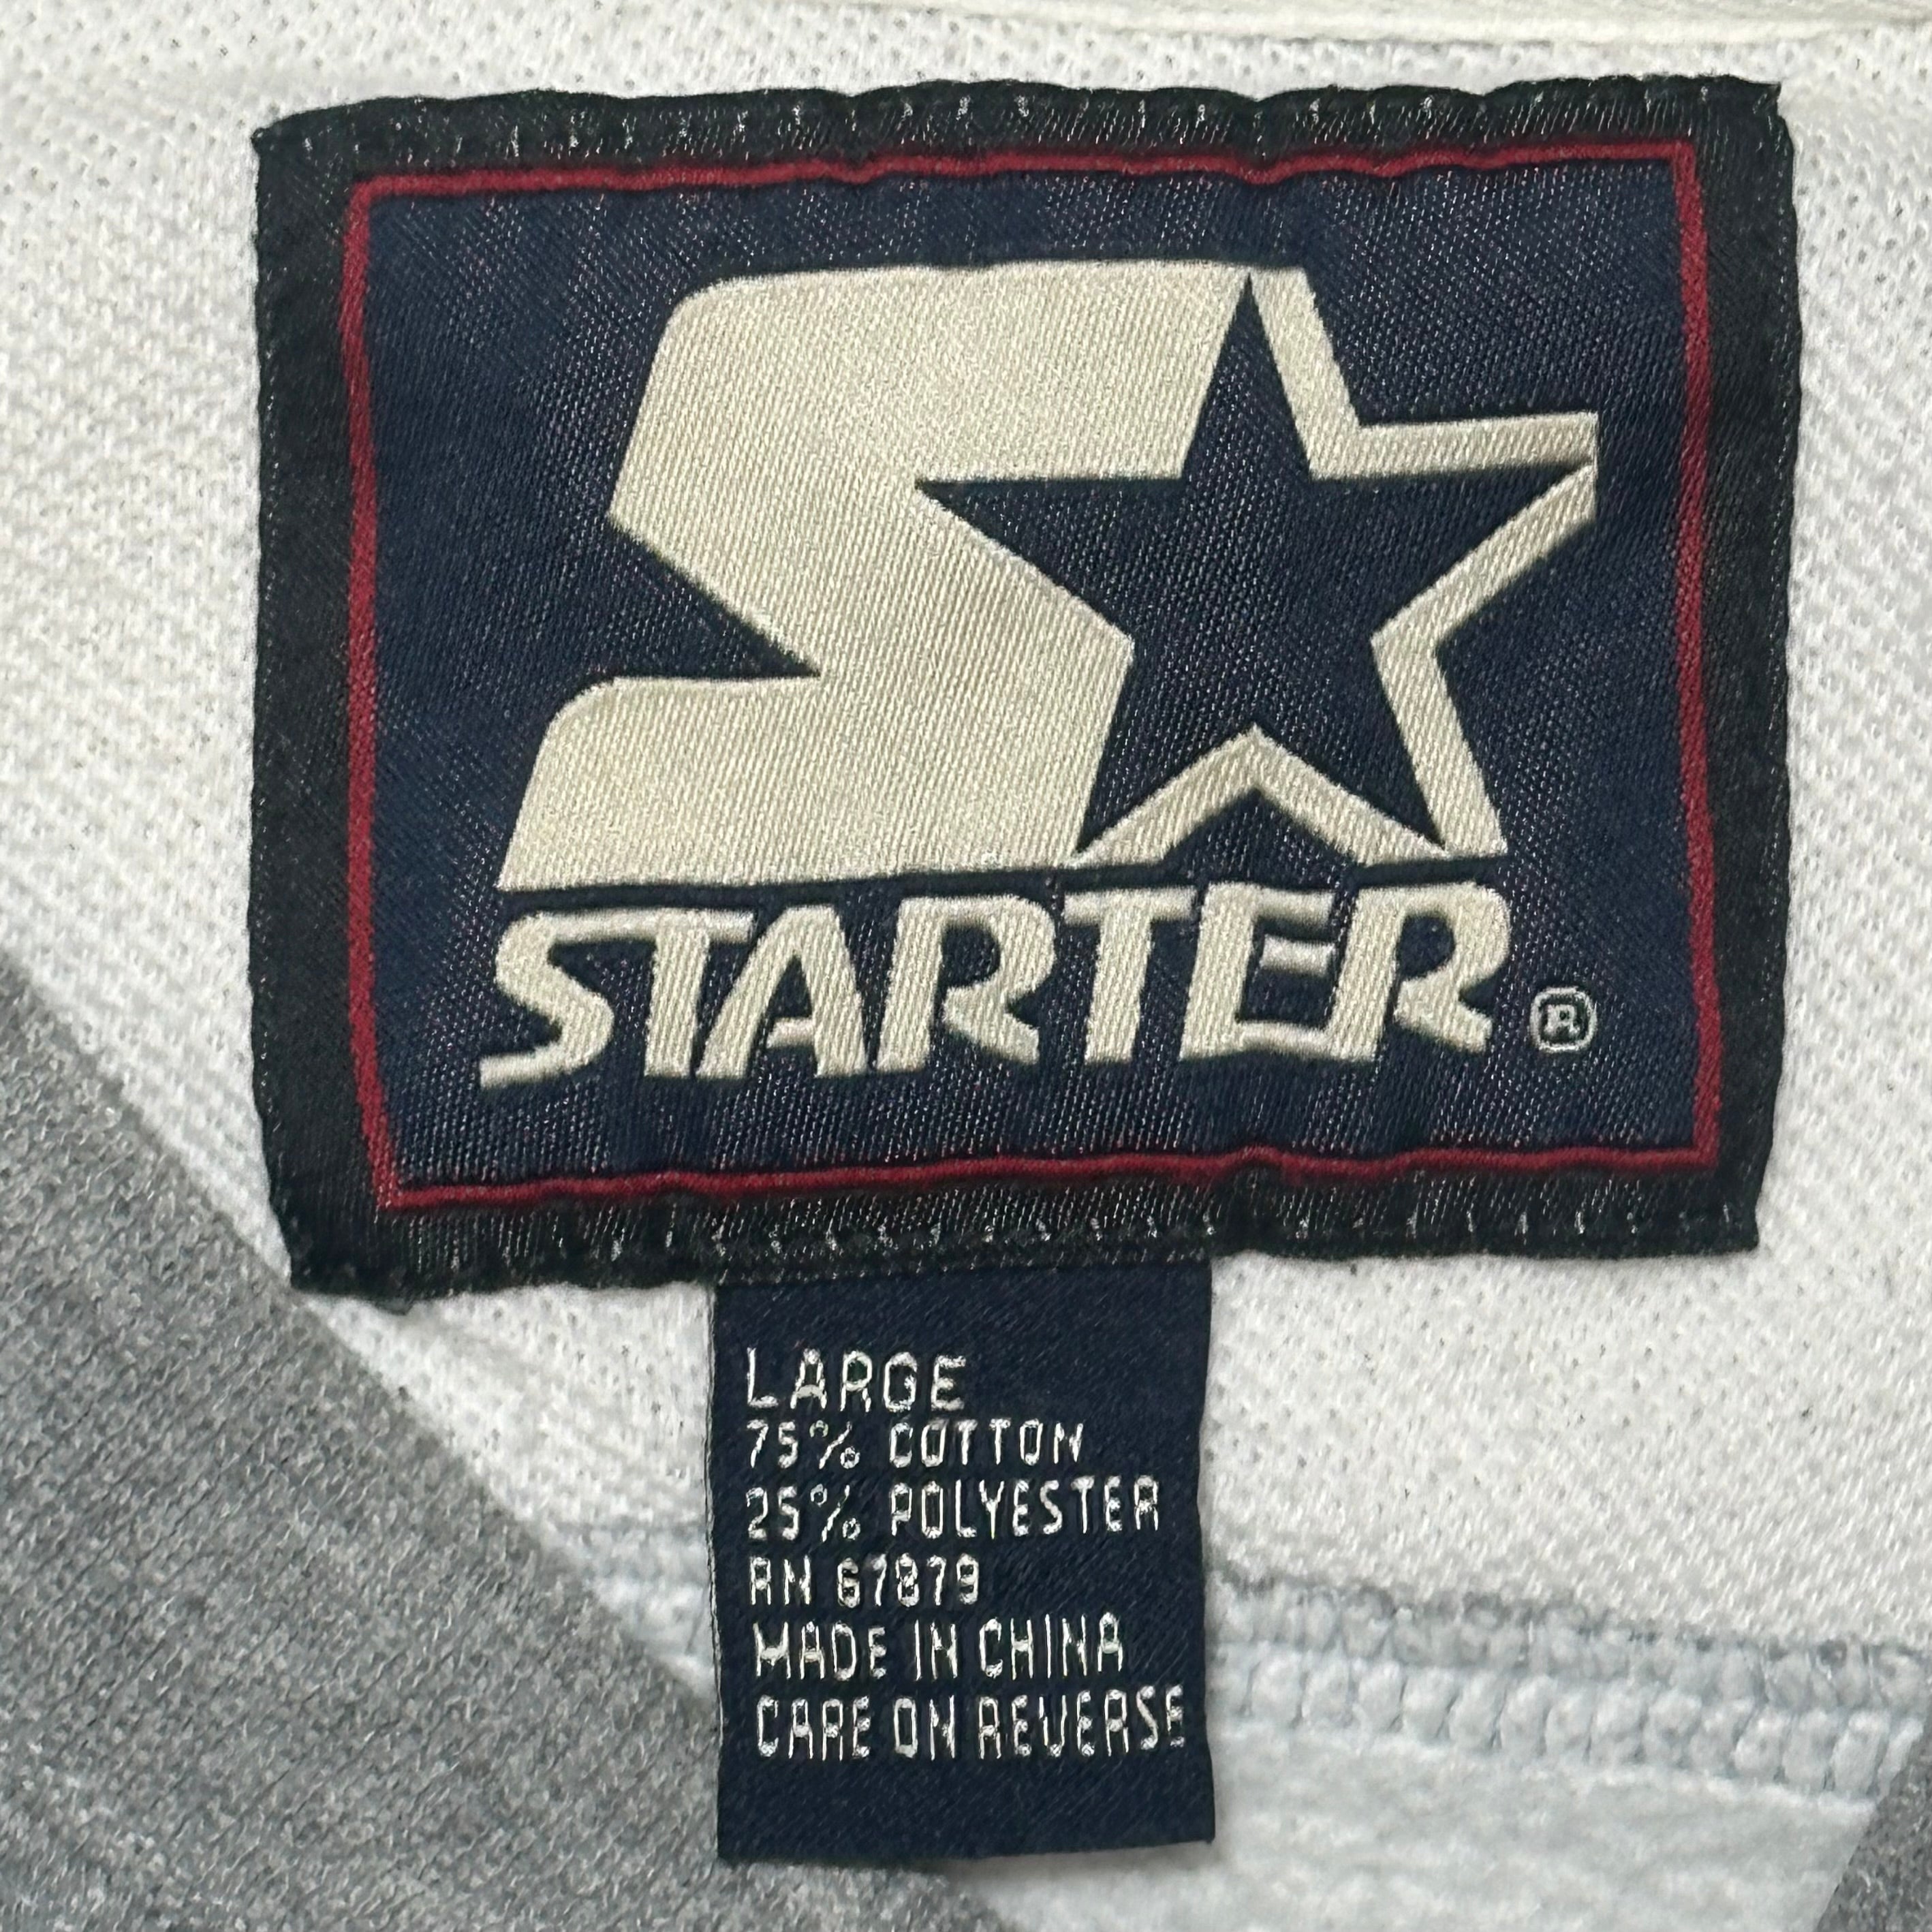 STARTER®
LARGE
75% COTTON
25% POLYESTER
RN 67879
MADE IN CHINA
CARE ON REVERSE